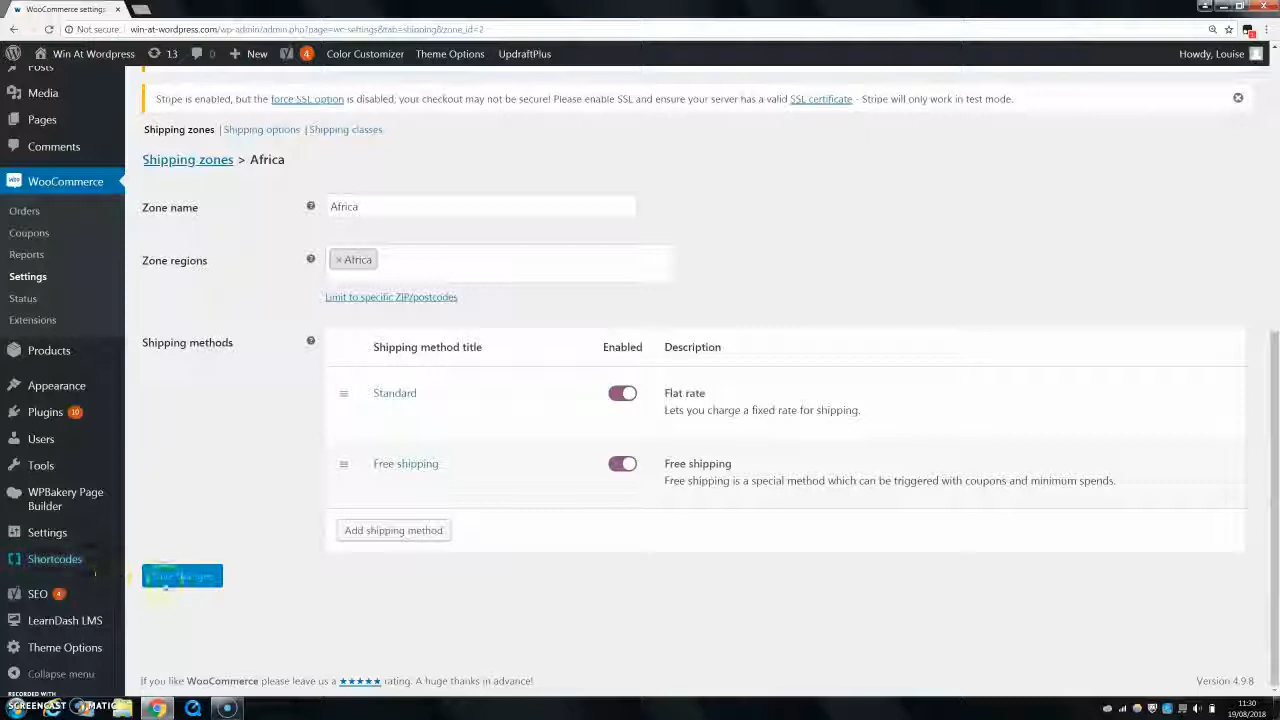 WooCommerce settings
Not secure
win-at-wordpress.com/wp-admin/admin.php?page=wc-settings&tab=shipping&zone_id=2
Win At Wordpress
13
0
New
4
Color Customizer
Theme Options
UpdraftPlus
Howdy, Louise
Posts
Media
Pages
Comments
WooCommerce
Orders
Coupons
Reports
Settings
Status
Extensions
Products
Appearance
Plugins 10
Users
Tools
WPBakery Page
Builder
Settings
Shortcodes
SEO 4
LearnDash LMS
Theme Options
Collapse menu
Stripe is enabled, but the force SSL option is disabled; your checkout may not be secure! Please enable SSL and ensure your server has a valid SSL certificate - Stripe will only work in test mode.
Shipping zones | Shipping options | Shipping classes
Shipping zones > Africa
Zone name
Africa
Zone regions
× Africa
Limit to specific ZIP/postcodes
Shipping methods
Shipping method title Enabled Description
Standard
Flat rate
Lets you charge a fixed rate for shipping.
Free shipping
Free shipping
Free shipping is a special method which can be triggered with coupons and minimum spends.
Add shipping method
If you like WooCommerce please leave us a ★★★★★ rating. A huge thanks in advance!
Version 4.9.8
RECORDED WITH
SCREENCAST MATIC
11:30
19/08/2018